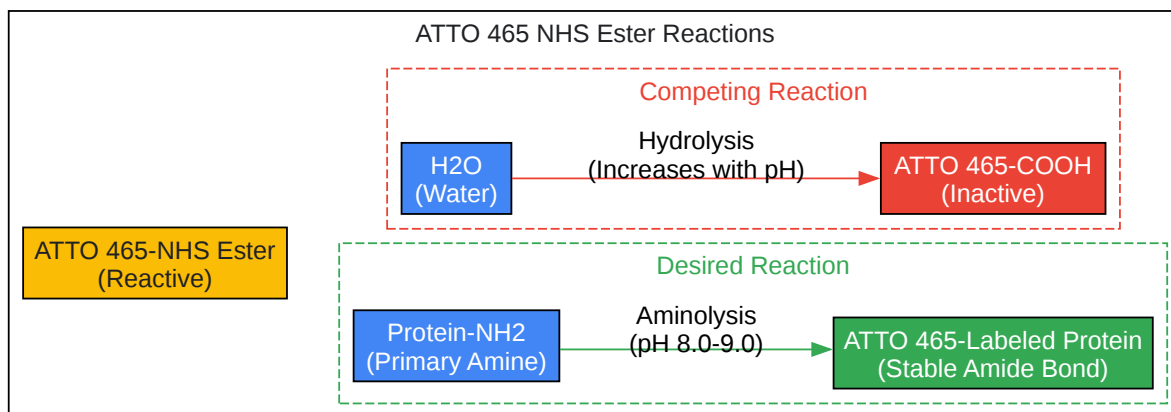 ATTO 465 NHS Ester Reactions
Competing Reaction
H2O
(Water)
Hydrolysis
(Increases with pH)
ATTO 465-COOH
(Inactive)
ATTO 465-NHS Ester
(Reactive)
Desired Reaction
Protein-NH2
(Primary Amine)
Aminolysis
(pH 8.0-9.0)
ATTO 465-Labeled Protein
(Stable Amide Bond)